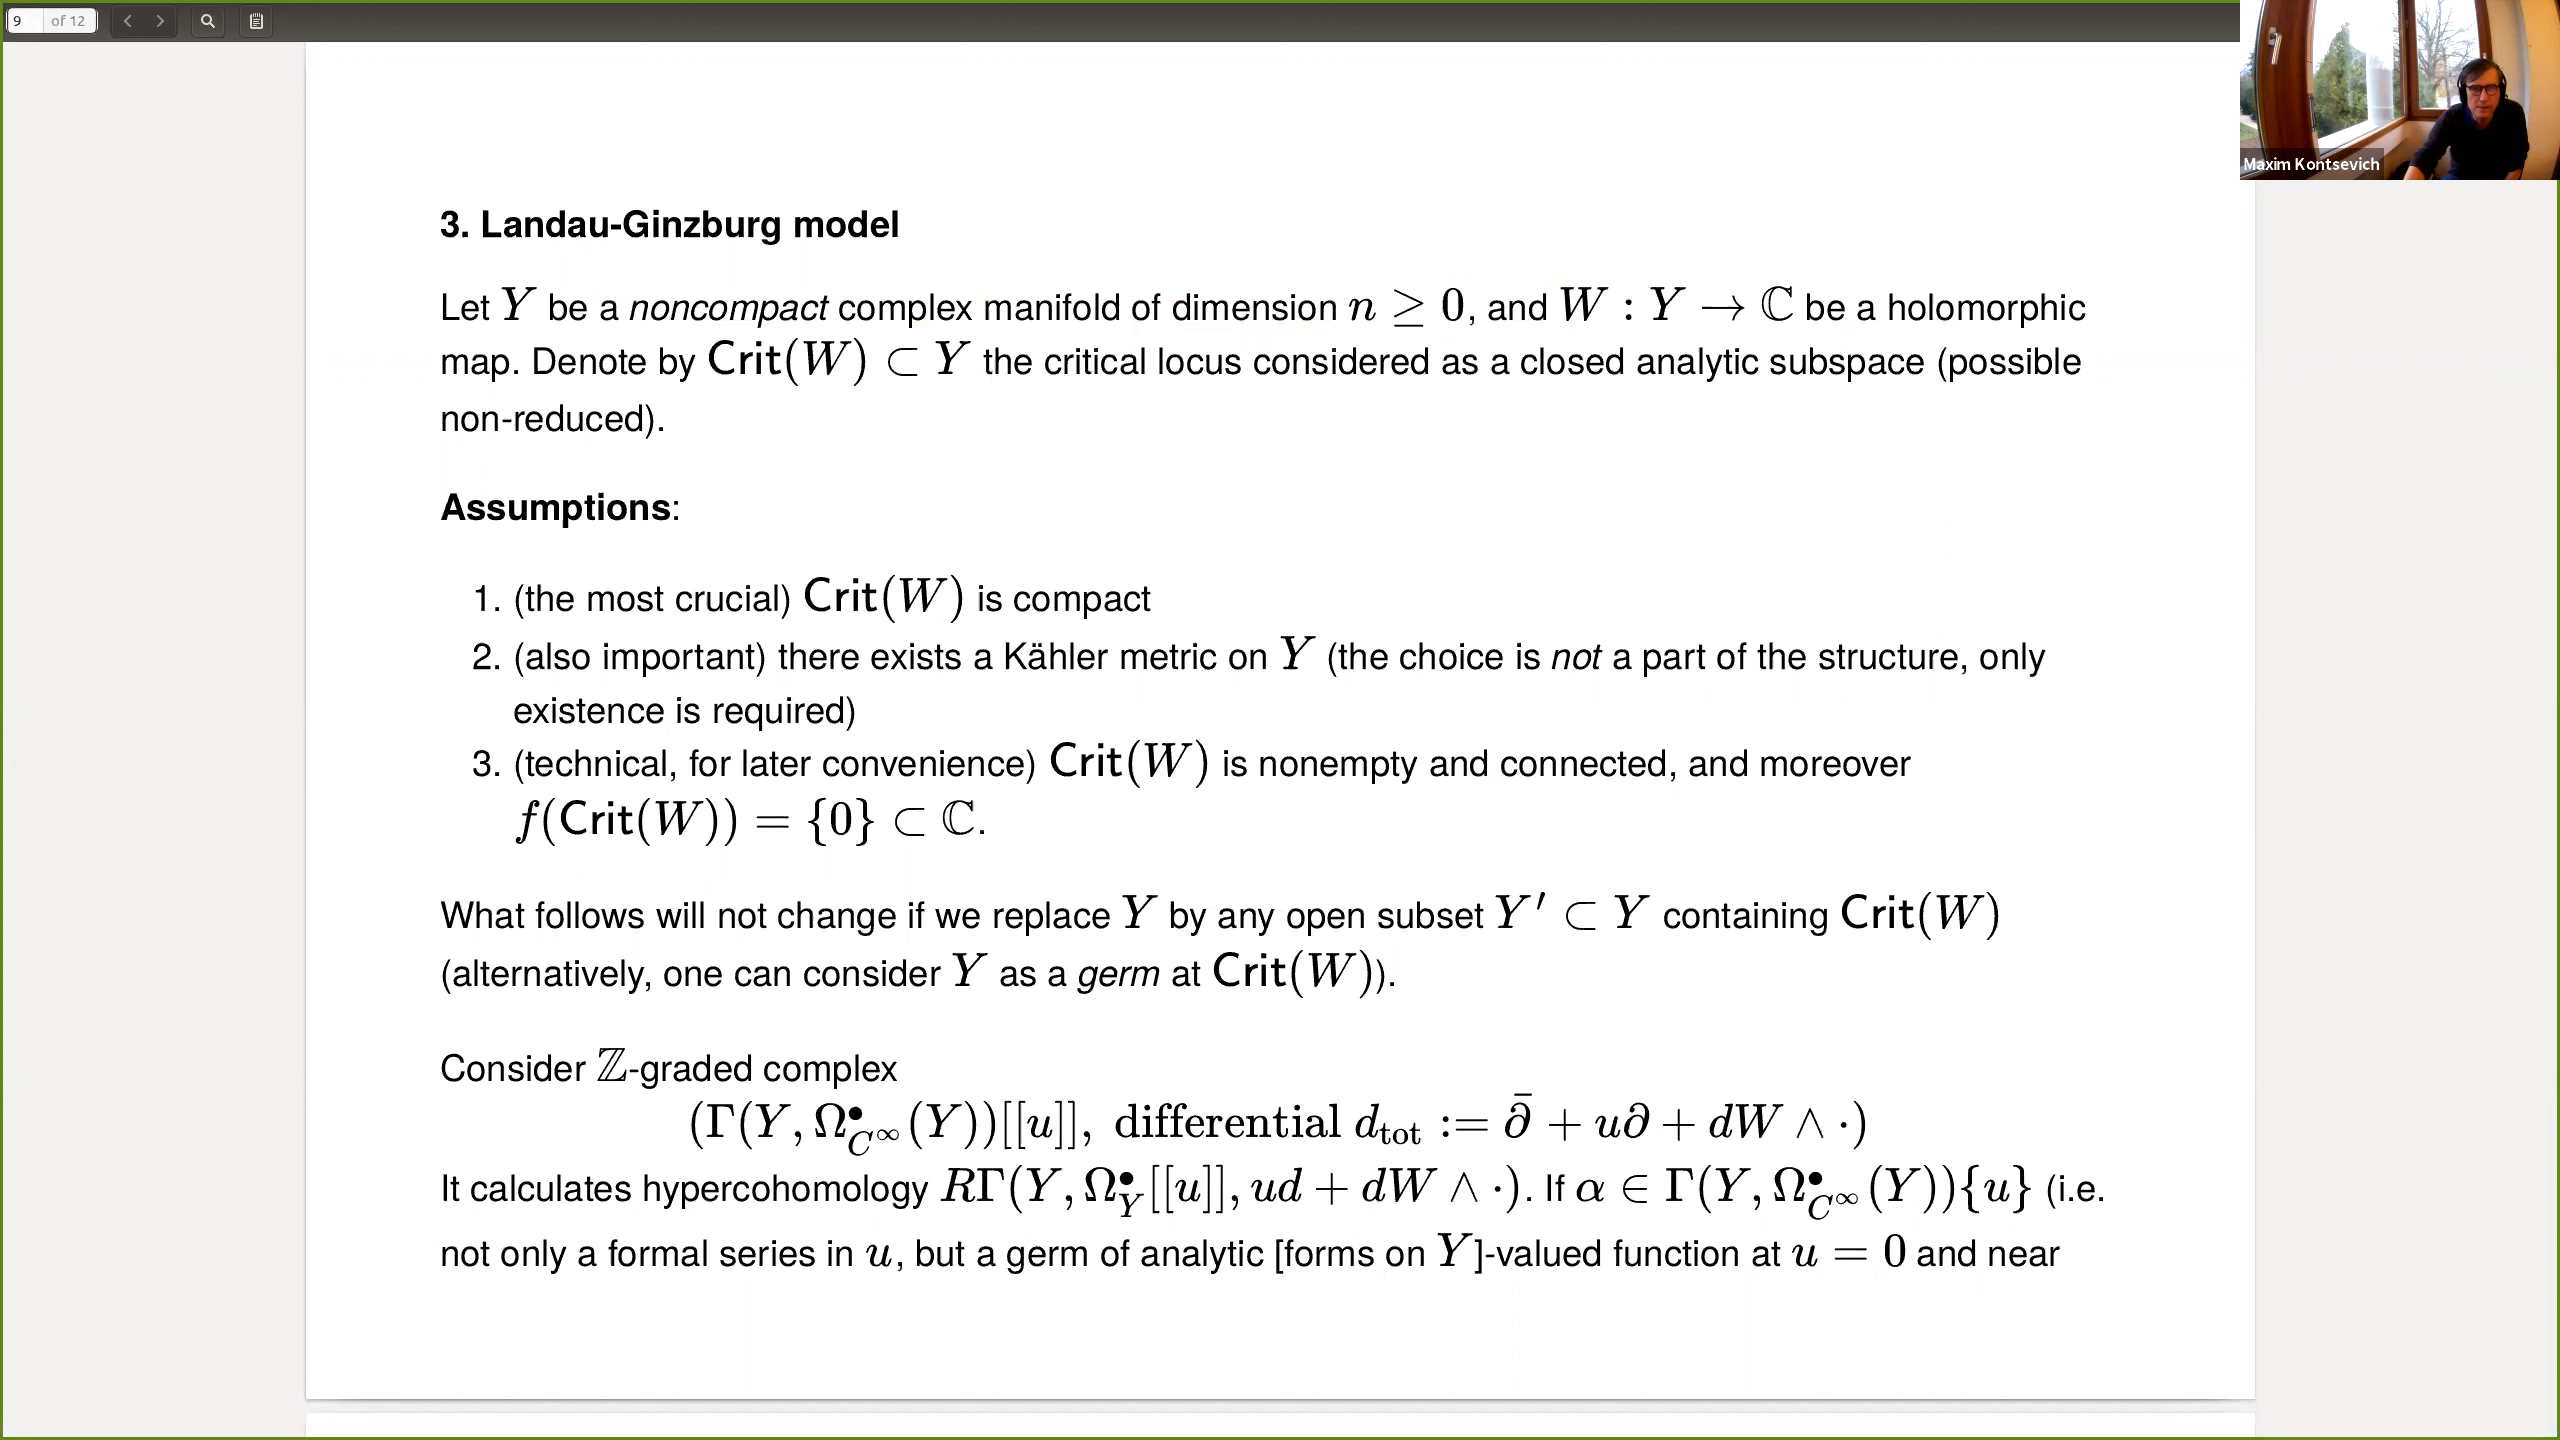 9 of 12
Maxim Kontsevich
3. Landau-Ginzburg model
Let Y be a noncompact complex manifold of dimension n ≥ 0, and W : Y → ℂ be a holomorphic
map. Denote by Crit(W) ⊂ Y the critical locus considered as a closed analytic subspace (possible
non-reduced).
Assumptions:
1. (the most crucial) Crit(W) is compact
2. (also important) there exists a Kähler metric on Y (the choice is not a part of the structure, only
existence is required)
3. (technical, for later convenience) Crit(W) is nonempty and connected, and moreover
f(Crit(W)) = {0} ⊂ ℂ.
What follows will not change if we replace Y by any open subset Y′ ⊂ Y containing Crit(W)
(alternatively, one can consider Y as a germ at Crit(W)).
Consider ℤ-graded complex
(Γ(Y, Ω^•_{C^∞}(Y))[[u]], differential d_tot := ∂̄ + u∂ + dW ∧ ·)
It calculates hypercohomology RΓ(Y, Ω^•_Y[[u]], ud + dW ∧ ·). If α ∈ Γ(Y, Ω^•_{C^∞}(Y)){u} (i.e.
not only a formal series in u, but a germ of analytic [forms on Y]-valued function at u = 0 and near